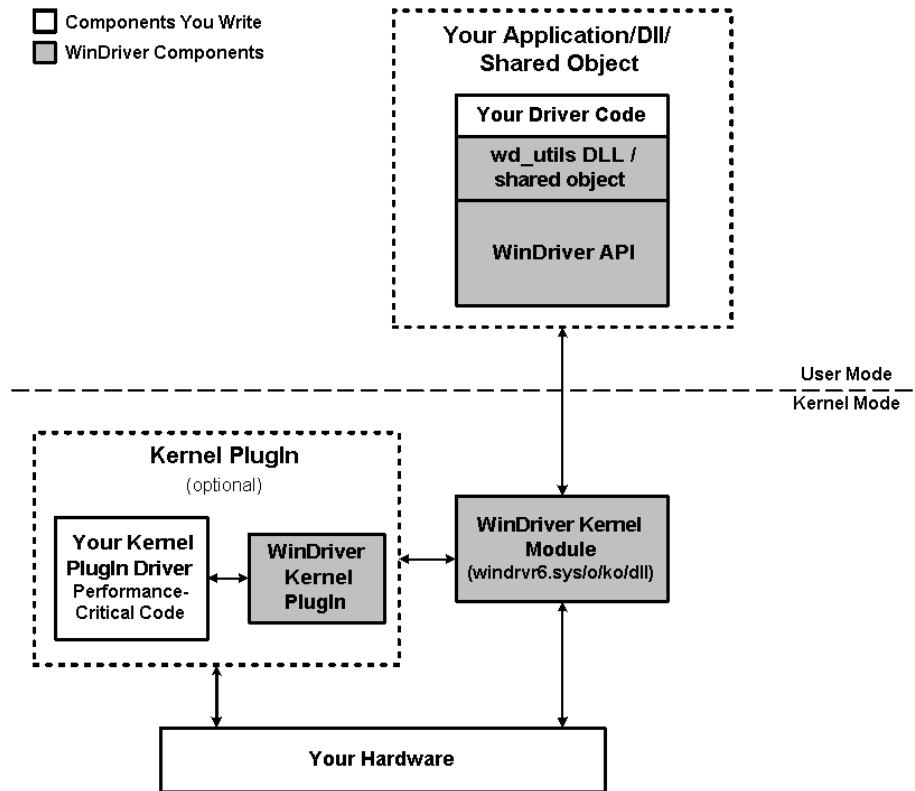 Components You Write
WinDriver Components
Your Application/Dll/
Shared Object
Your Driver Code
wd_utils DLL /
shared object
WinDriver API
User Mode
Kernel Mode
Kernel PlugIn
(optional)
Your Kernel
PlugIn Driver
Performance-
Critical Code
WinDriver
Kernel
PlugIn
WinDriver Kernel
Module
(windrvr6.sys/o/ko/dll)
Your Hardware